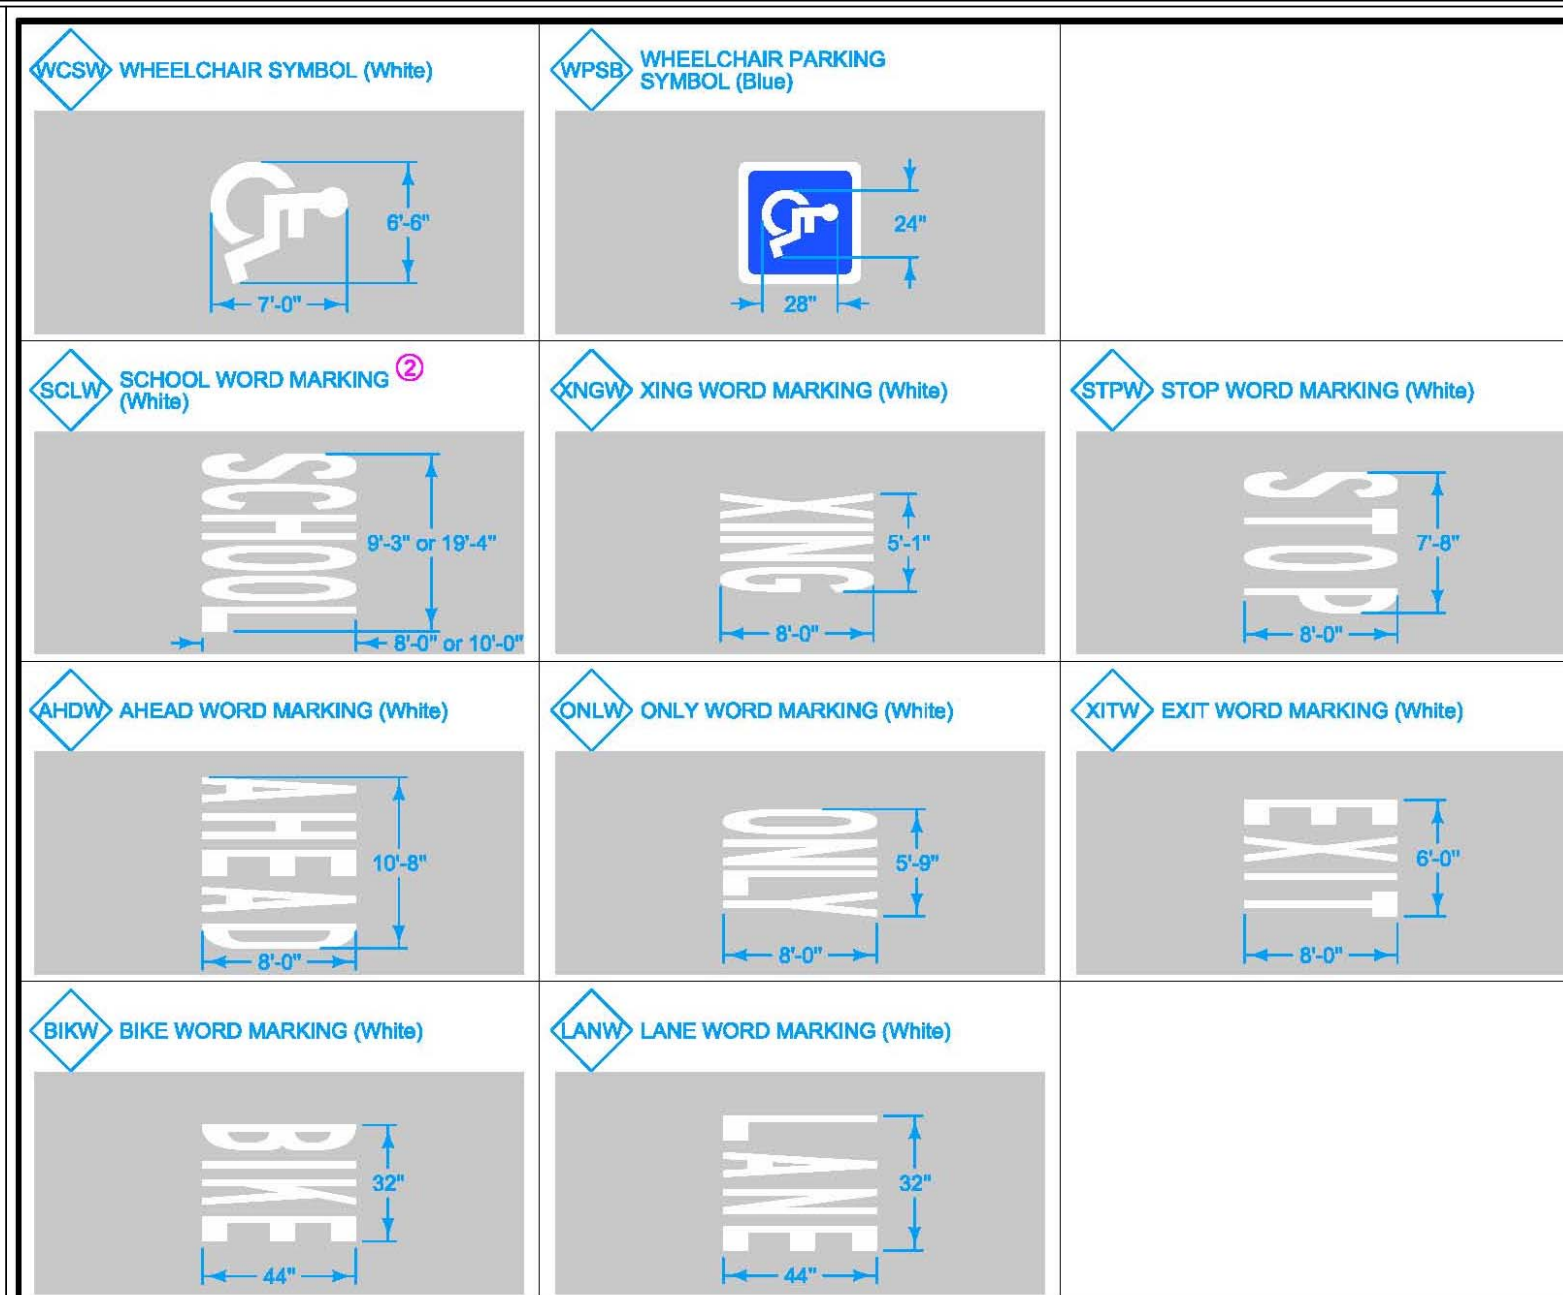 WCSW WHEELCHAIR SYMBOL (White)
6'-6"
7'-0"
WPSB WHEELCHAIR PARKING
SYMBOL (Blue)
24"
28"
SCLW SCHOOL WORD MARKING ②
(White)
SCHOOL
9'-3" or 19'-4"
8'-0" or 10'-0"
XNGW XING WORD MARKING (White)
XING
5'-1"
8'-0"
STPW STOP WORD MARKING (White)
STOP
7'-8"
8'-0"
AHDW AHEAD WORD MARKING (White)
AHEAD
10'-8"
8'-0"
ONLW ONLY WORD MARKING (White)
ONLY
5'-9"
8'-0"
XITW EXIT WORD MARKING (White)
EXIT
6'-0"
8'-0"
BIKW BIKE WORD MARKING (White)
BIKE
32"
44"
LANW LANE WORD MARKING (White)
LANE
32"
44"